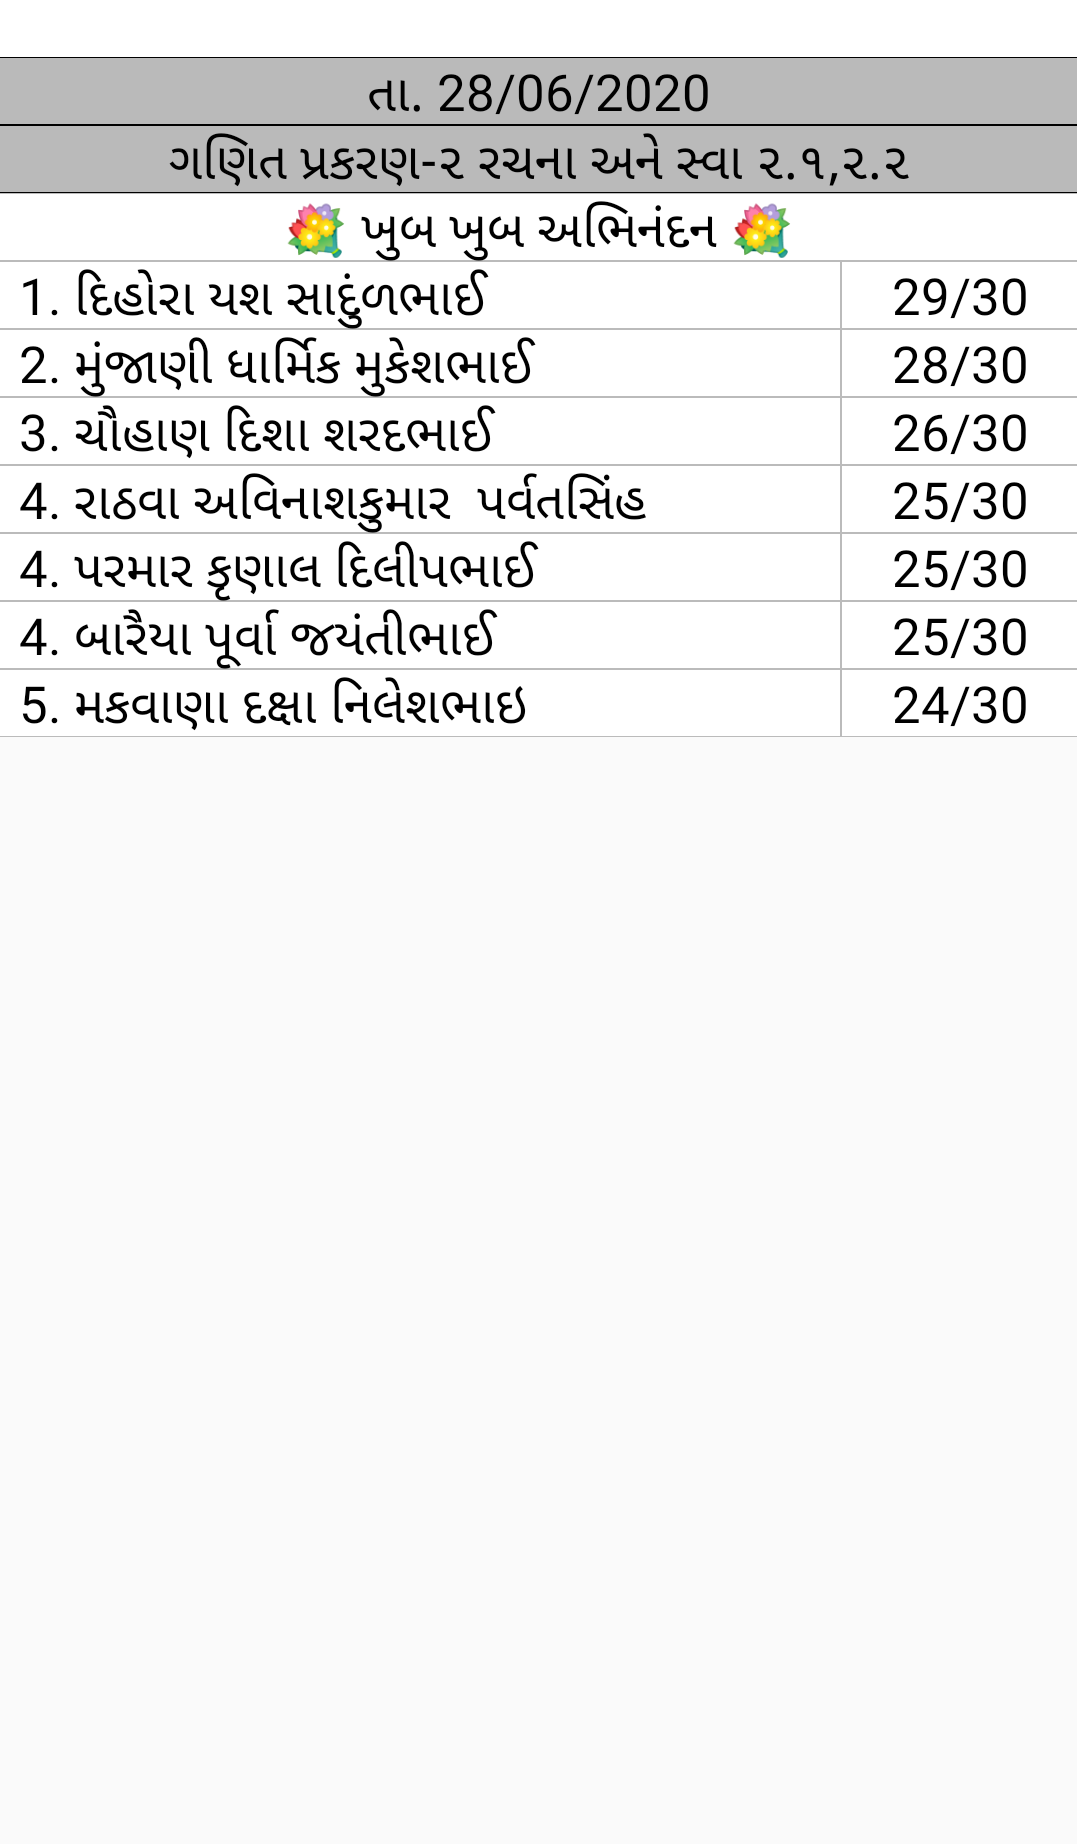 તા. 28/06/2020
ગણિત પ્રકરણ-૨ રચના અને સ્વા ૨.૧,૨.૨
💐 ખુબ ખુબ અભિનંદન 💐
1. દિહોરા યશ સાદુંળભાઈ 29/30
2. મુંજાણી ધાર્મિક મુકેશભાઈ 28/30
3. ચૌહાણ દિશા શરદભાઈ 26/30
4. રાઠવા અવિનાશકુમાર  પર્વતસિંહ 25/30
4. પરમાર કૃણાલ દિલીપભાઈ 25/30
4. બારૈયા પૂર્વા જયંતીભાઈ 25/30
5. મકવાણા દક્ષા નિલેશભાઇ 24/30